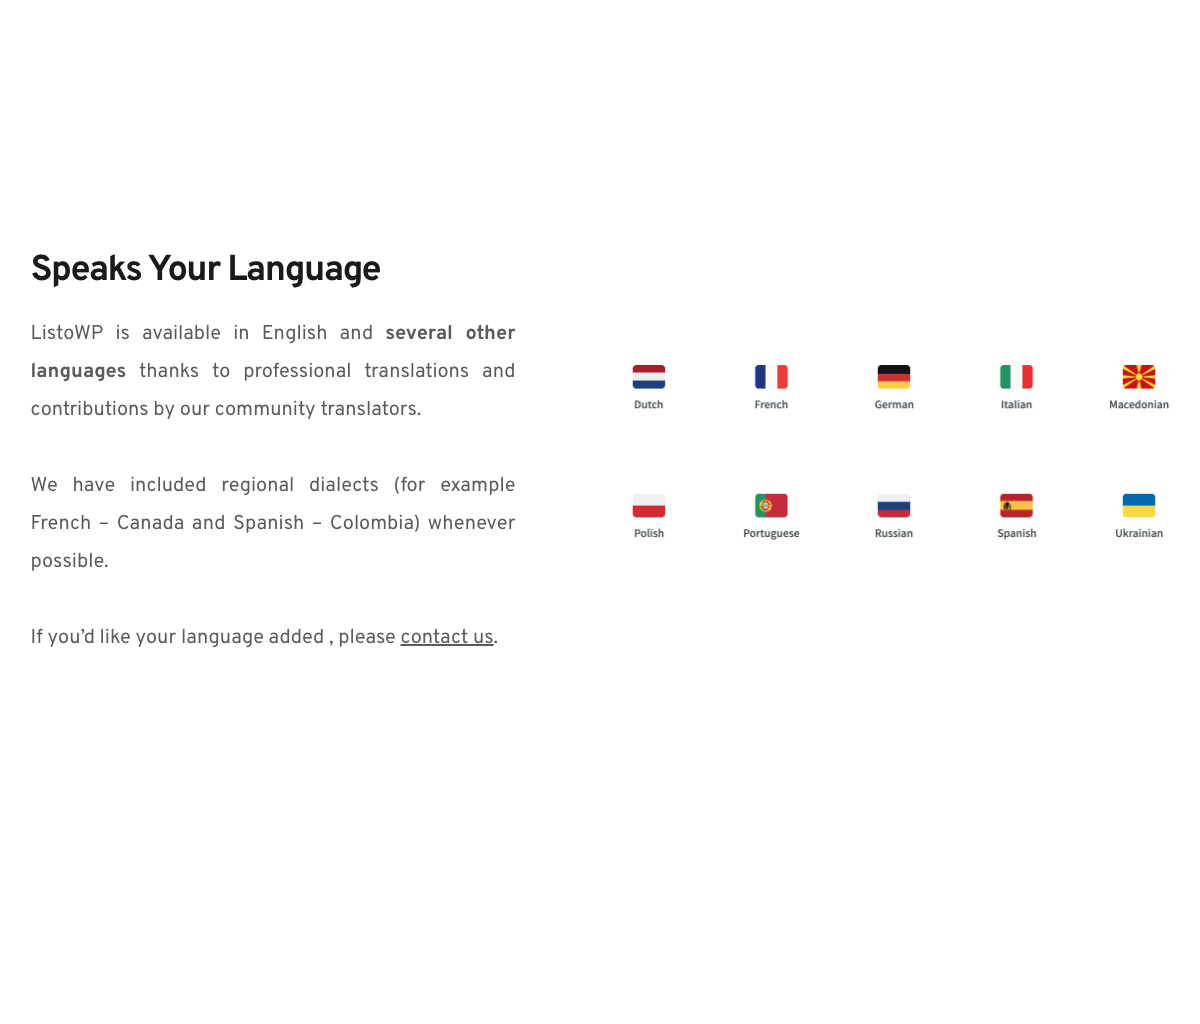 Speaks Your Language
ListoWP is available in English and several other
languages thanks to professional translations and
contributions by our community translators.
We have included regional dialects (for example
French – Canada and Spanish – Colombia) whenever
possible.
If you’d like your language added , please contact us.
Dutch
French
German
Italian
Macedonian
Polish
Portuguese
Russian
Spanish
Ukrainian